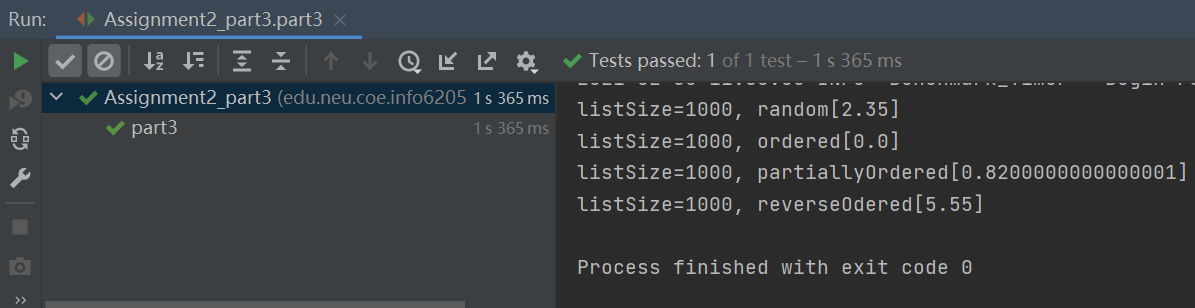 Run: Assignment2_part3.part3
Tests passed: 1 of 1 test – 1 s 365 ms
Assignment2_part3 (edu.neu.coe.info6205 1 s 365 ms
part3 1 s 365 ms
listSize=1000, random[2.35]
listSize=1000, ordered[0.0]
listSize=1000, partiallyOrdered[0.8200000000000001]
listSize=1000, reverseOdered[5.55]
Process finished with exit code 0